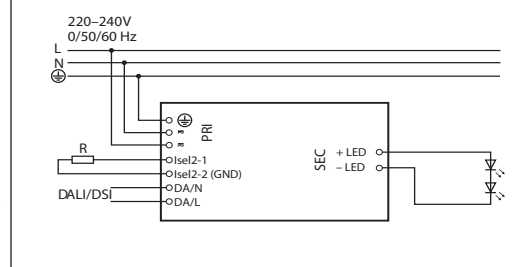 220–240V
0/50/60 Hz
L
N
PRI
R
Isel2-1
Isel2-2 (GND)
DALI/DSI
DA/N
DA/L
SEC
+ LED
– LED